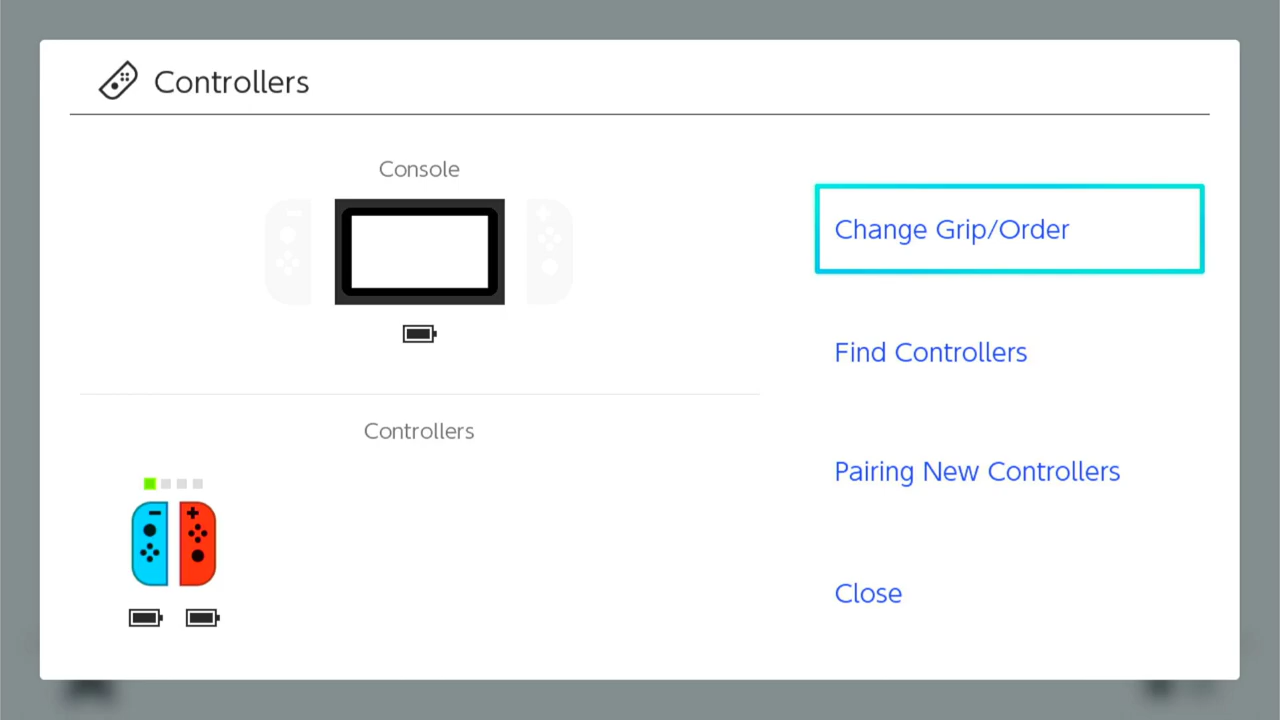 Controllers
Console
Change Grip/Order
Find Controllers
Controllers
Pairing New Controllers
Close